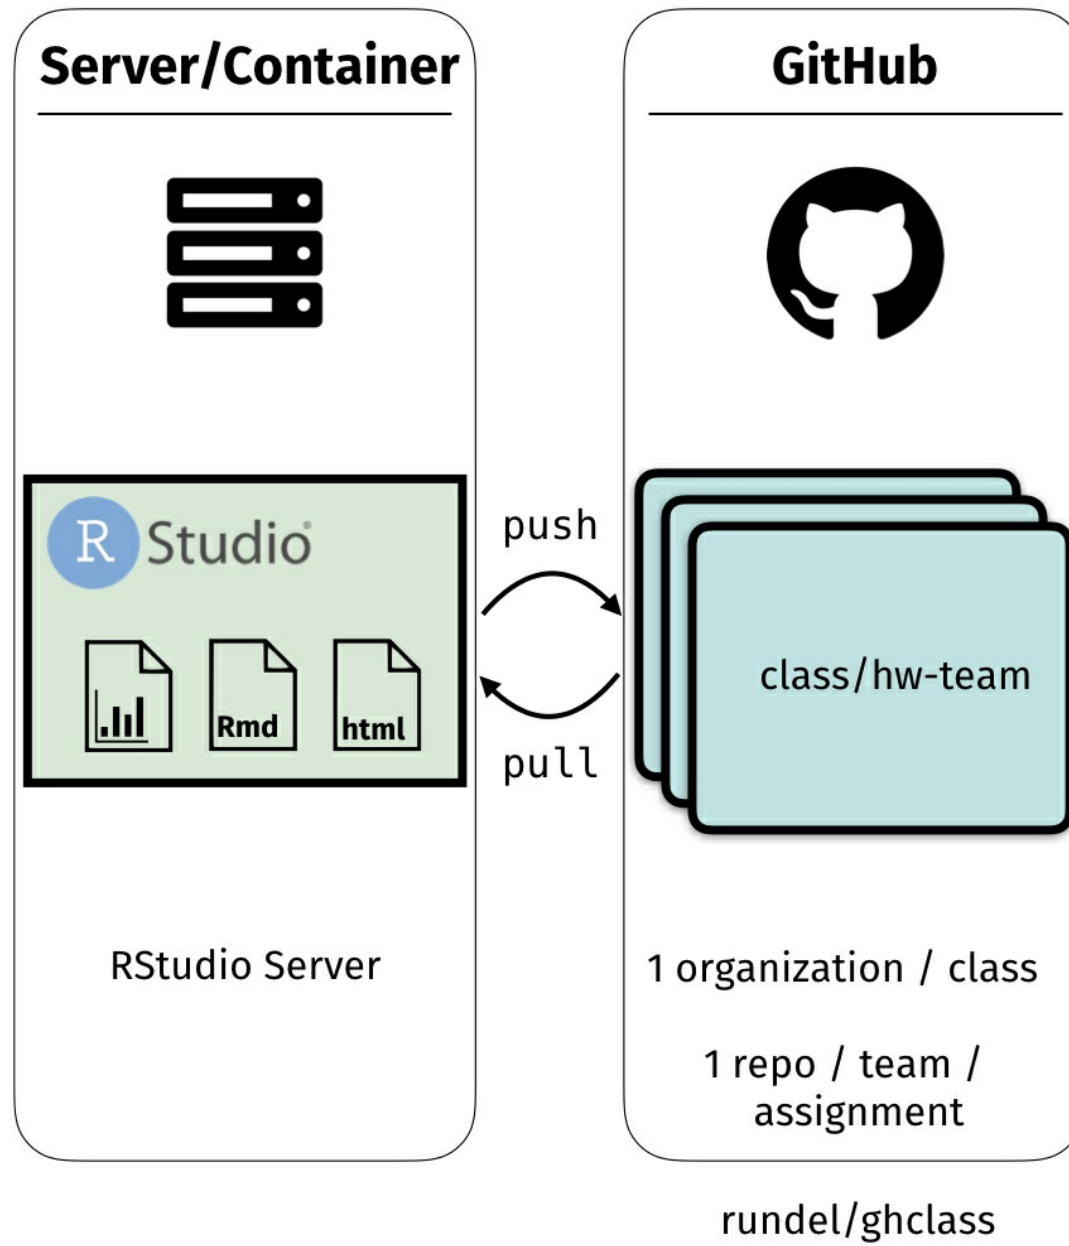 Server/Container
R Studio®
Rmd
html
RStudio Server
push
pull
GitHub
class/hw-team
1 organization / class
1 repo / team /
assignment
rundel/ghclass